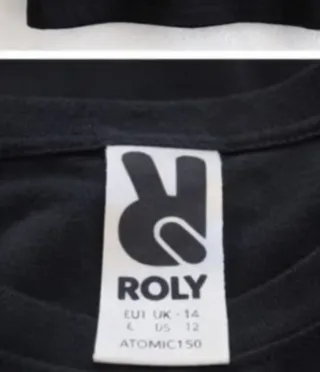 ROLY
UK · 14
US 12
ATOMIC150